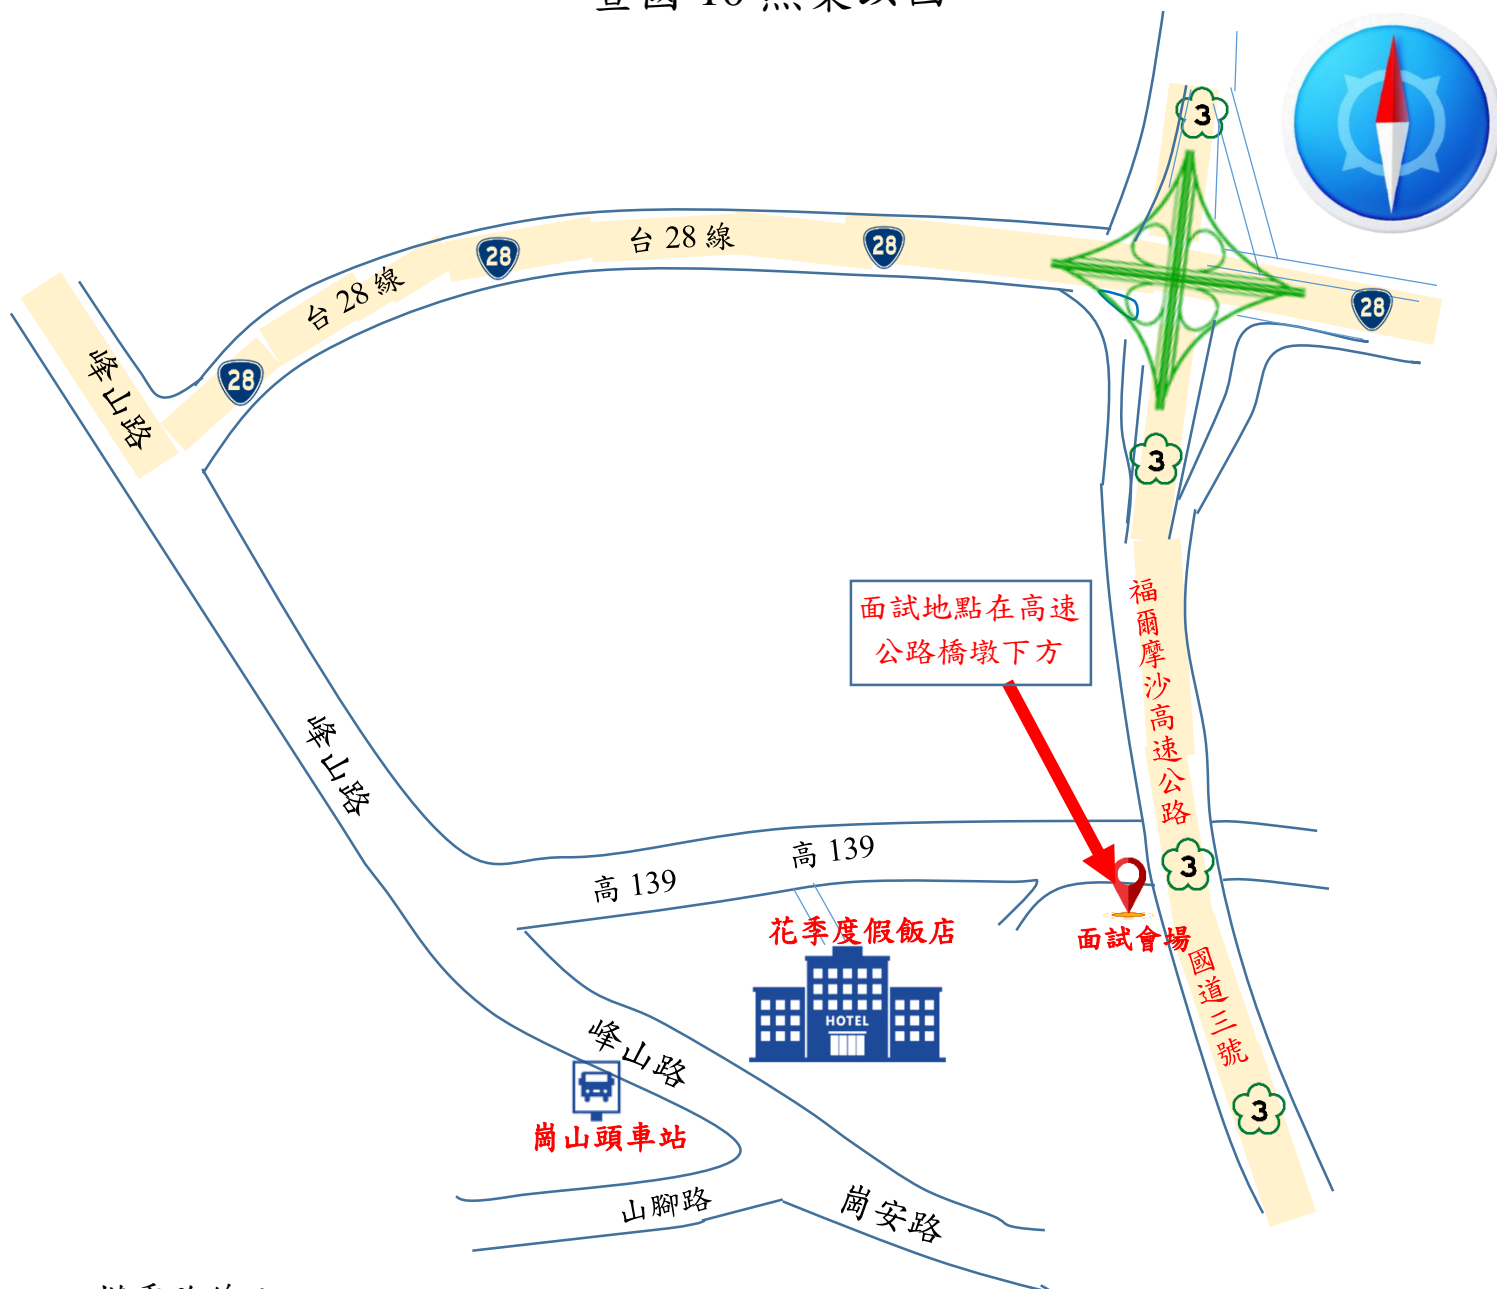 3
台 28 線
28
28
台 28 線
28
28
峰山路
28
3
面試地點在高速
公路橋墩下方
福爾摩沙高速公路
峰山路
高 139
高 139
3
花季度假飯店
面試會場
國道三號
HOTEL
峰山路
3
崗山頭車站
山腳路
崗安路